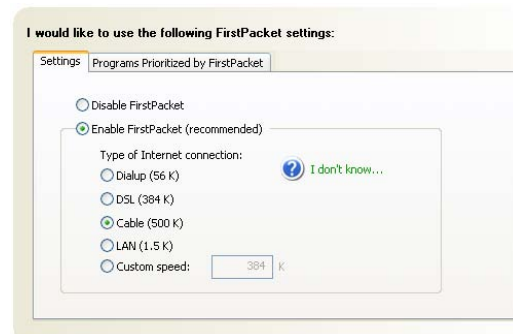 I would like to use the following FirstPacket settings:
Settings Programs Prioritized by FirstPacket
Disable FirstPacket
Enable FirstPacket (recommended)
Type of Internet connection:
Dialup (56 K)
I don't know...
DSL (384 K)
Cable (500 K)
LAN (1.5 K)
Custom speed: 384 K